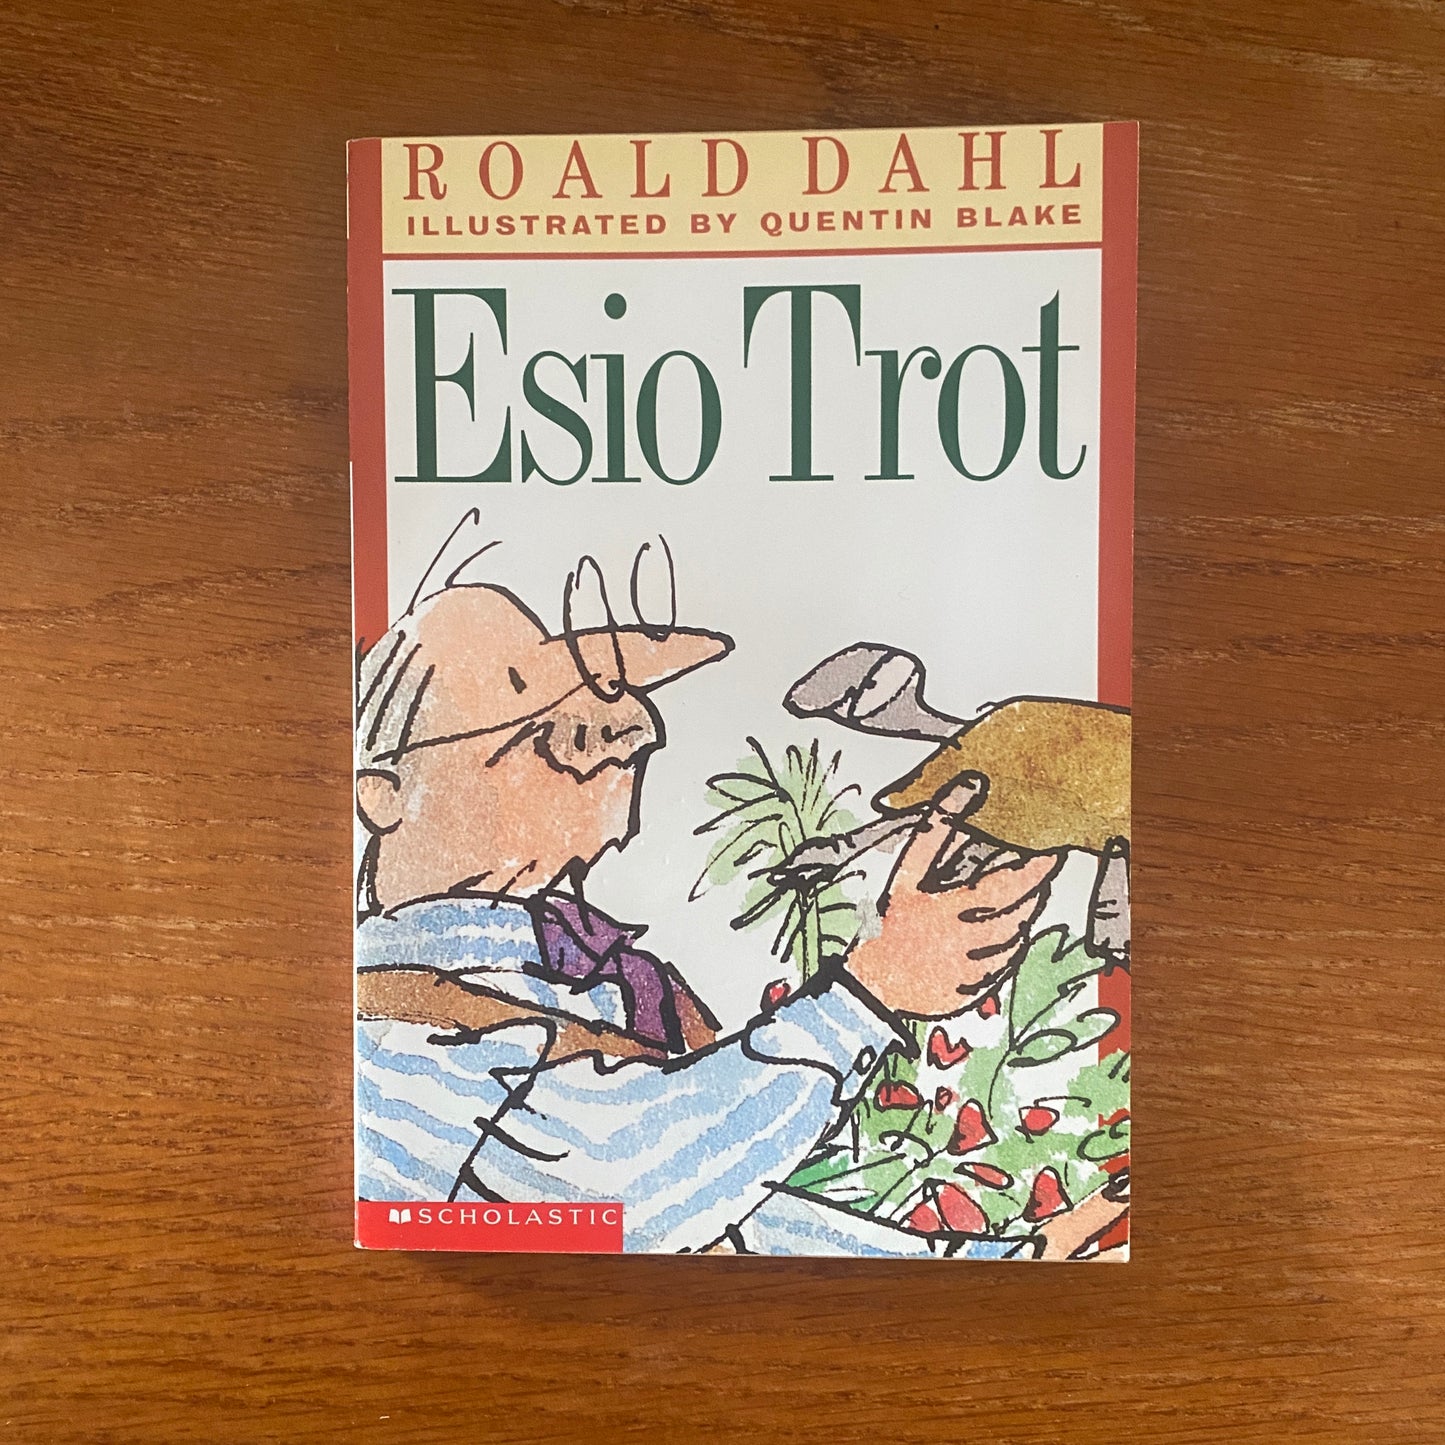 ROALD DAHL
ILLUSTRATED BY QUENTIN BLAKE
Esio Trot
SCHOLASTIC